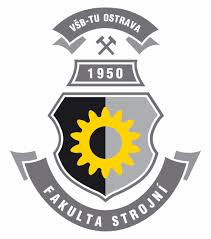 VŠB-TU OSTRAVA
1950
FAKULTA STROJNÍ